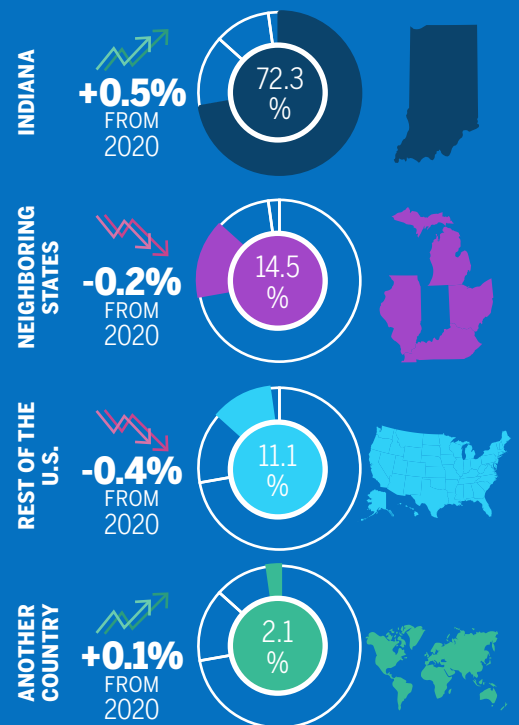 INDIANA
+0.5%
FROM
2020
72.3
%
NEIGHBORING
STATES
-0.2%
FROM
2020
14.5
%
REST OF THE
U.S.
-0.4%
FROM
2020
11.1
%
ANOTHER
COUNTRY
+0.1%
FROM
2020
2.1
%